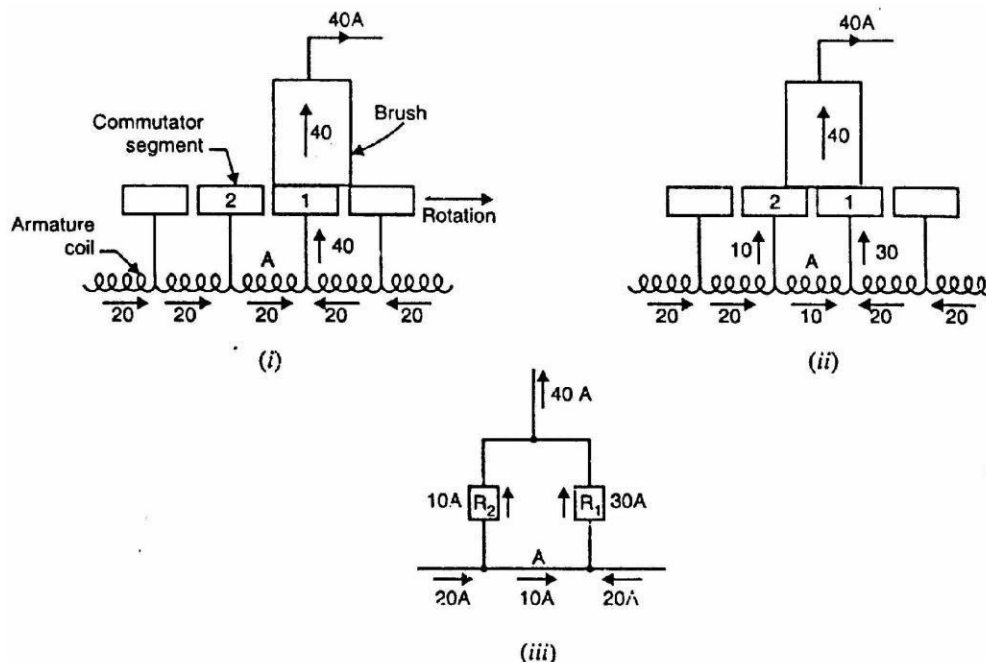 40A
40A
40
Brush
40
Commutator
segment
2
1
Rotation
2
1
Armature
coil
40
10
30
A
A
20
20
20
20
20
20
20
10
20
20
(i)
(ii)
40 A
10A
R2
R1
30A
A
20A
10A
20A
(iii)